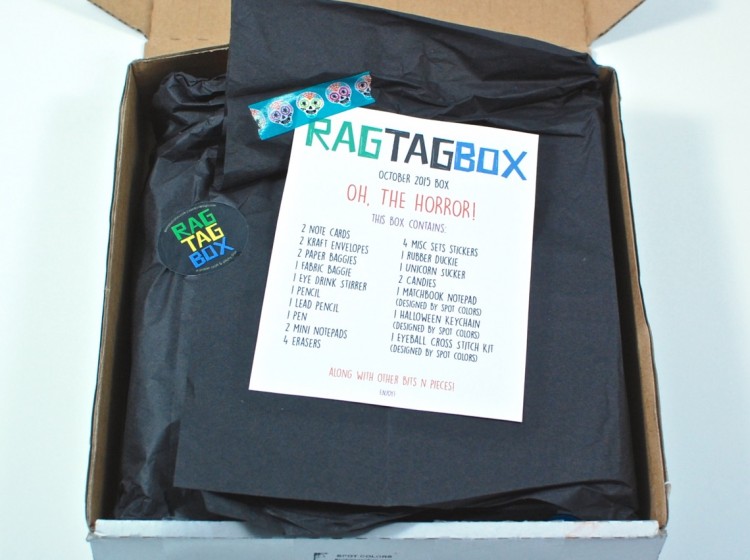 RAGTAGBOX
OCTOBER 2015 BOX
OH, THE HORROR!
THIS BOX CONTAINS:
2 NOTE CARDS
2 KRAFT ENVELOPES
2 PAPER BAGGIES
1 FABRIC BAGGIE
1 EYE DRINK STIRRER
1 PENCIL
1 LEAD PENCIL
1 PEN
2 MINI NOTEPADS
4 ERASERS
4 MISC SETS STICKERS
1 RUBBER DUCKIE
1 UNICORN SUCKER
2 CANDIES
1 MATCHBOOK NOTEPAD
(DESIGNED BY SPOT COLORS)
1 HALLOWEEN KEYCHAIN
(DESIGNED BY SPOT COLORS)
1 EYEBALL CROSS STITCH KIT
(DESIGNED BY SPOT COLORS)
ALONG WITH OTHER BITS N PIECES!
ENJOY!
RAG
TAG
BOX
SPOT COLORS